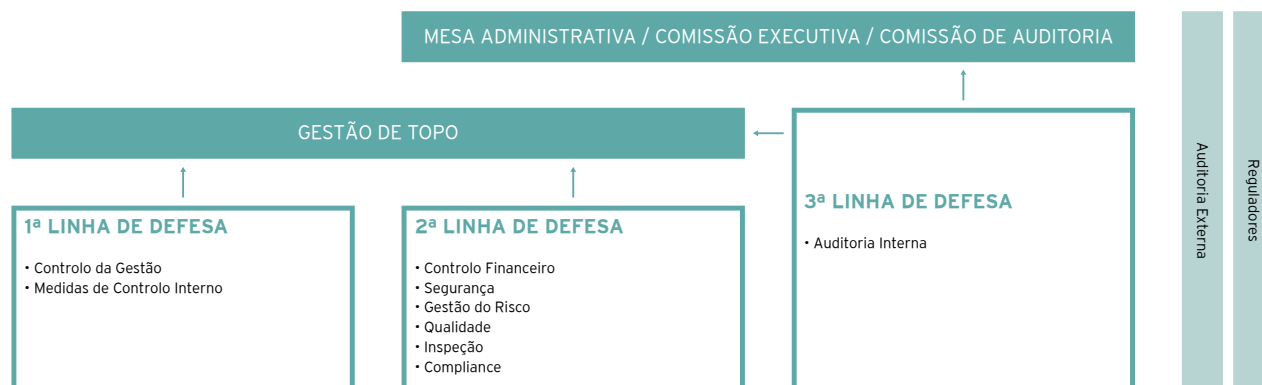 MESA ADMINISTRATIVA / COMISSÃO EXECUTIVA / COMISSÃO DE AUDITORIA
GESTÃO DE TOPO
1ª LINHA DE DEFESA
• Controlo da Gestão
• Medidas de Controlo Interno
2ª LINHA DE DEFESA
• Controlo Financeiro
• Segurança
• Gestão do Risco
• Qualidade
• Inspeção
• Compliance
3ª LINHA DE DEFESA
• Auditoria Interna
Auditoria Externa
Reguladores